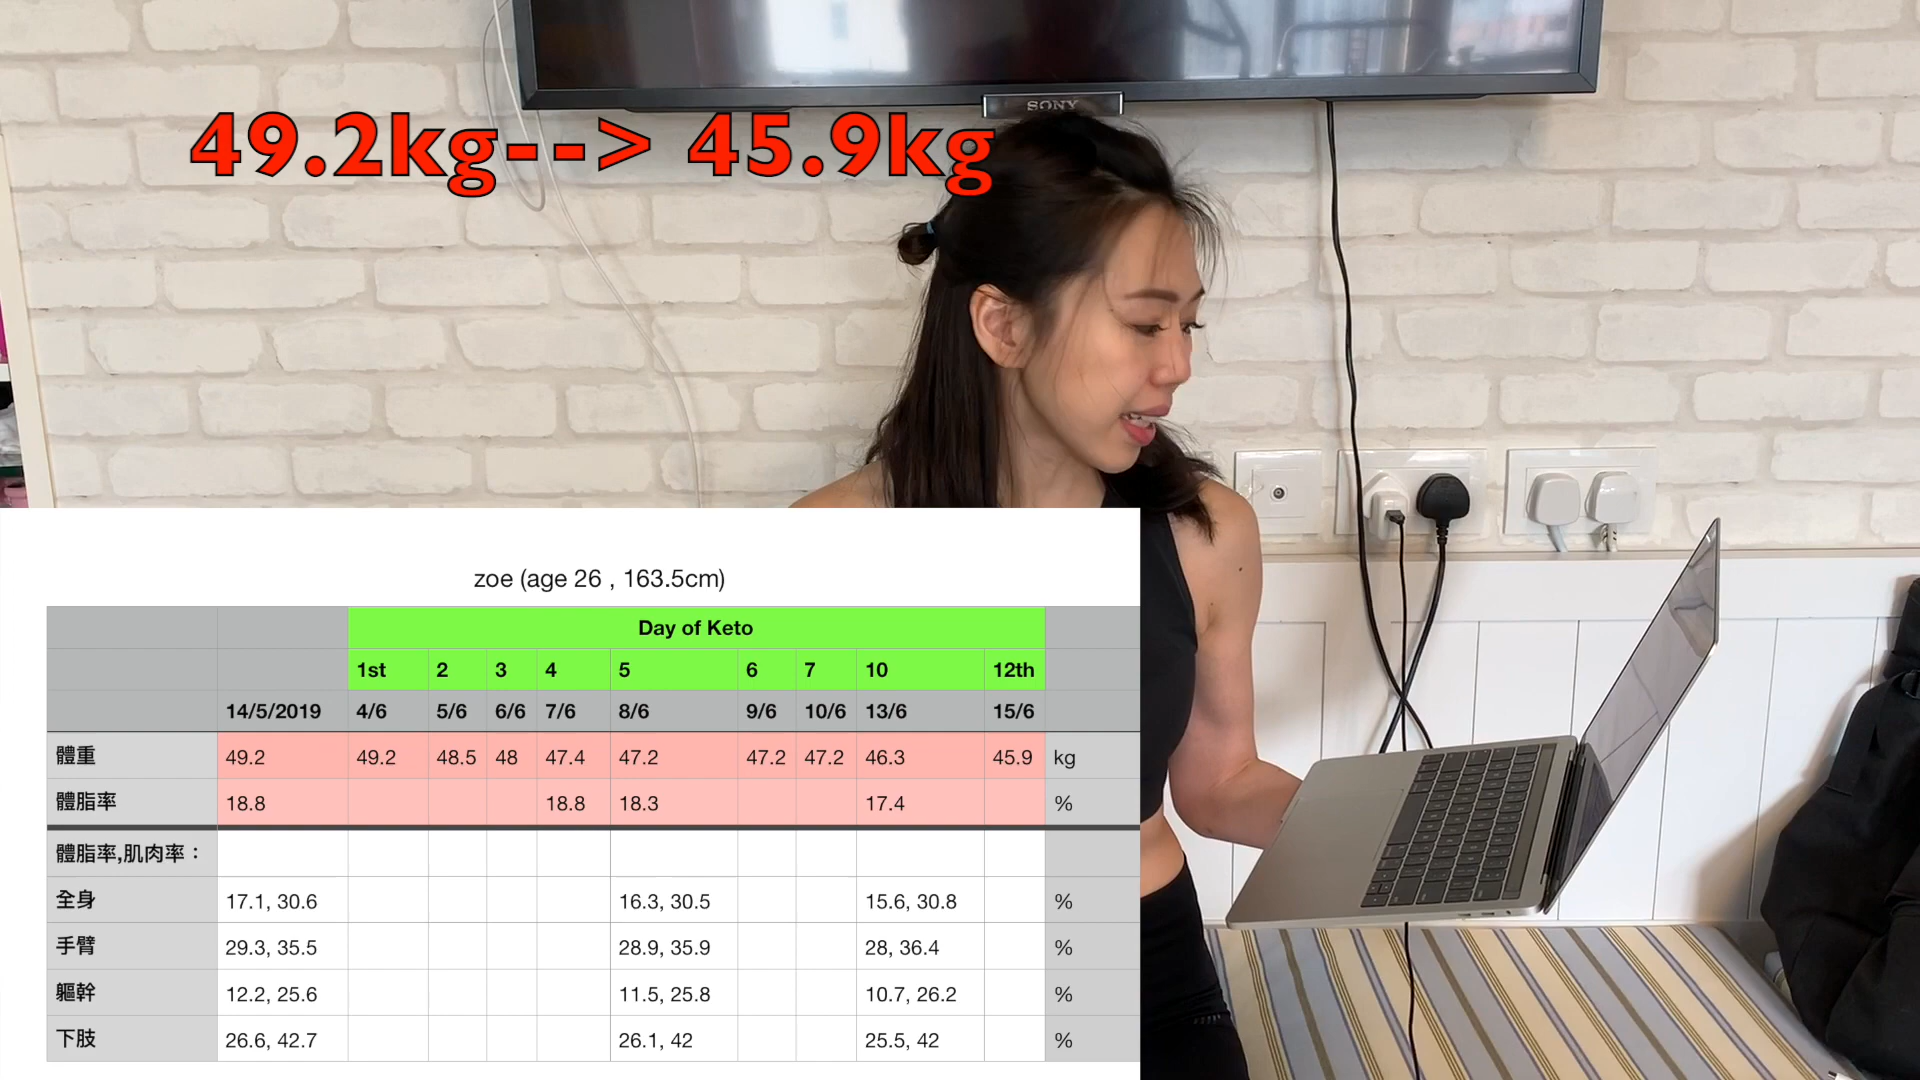 SONY
49.2kg--> 45.9kg
zoe (age 26 , 163.5cm)
Day of Keto
1st 2 3 4 5 6 7 10 12th
14/5/2019 4/6 5/6 6/6 7/6 8/6 9/6 10/6 13/6 15/6
體重 49.2 49.2 48.5 48 47.4 47.2 47.2 47.2 46.3 45.9 kg
體脂率 18.8 18.8 18.3 17.4 %
體脂率,肌肉率：
全身 17.1, 30.6 16.3, 30.5 15.6, 30.8 %
手臂 29.3, 35.5 28.9, 35.9 28, 36.4 %
軀幹 12.2, 25.6 11.5, 25.8 10.7, 26.2 %
下肢 26.6, 42.7 26.1, 42 25.5, 42 %